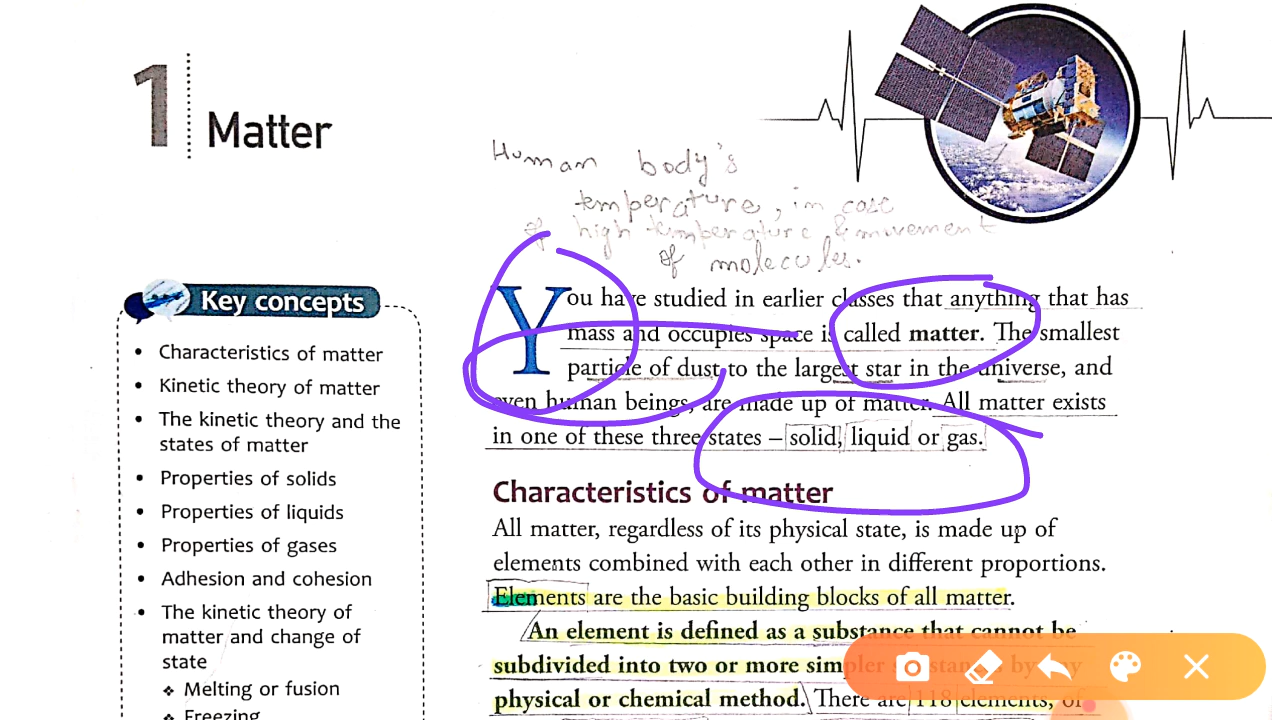 1
Matter
Human body's
temperature, in case
of high temperature & movement
of molecules.
You have studied in earlier classes that anything that has
mass and occupies space is called matter. The smallest
particle of dust to the largest star in the universe, and
even human beings, are made up of matter. All matter exists
in one of these three states – solid, liquid or gas.
Characteristics of matter
All matter, regardless of its physical state, is made up of
elements combined with each other in different proportions.
Elements are the basic building blocks of all matter.
An element is defined as a substance that cannot be
subdivided into two or more simpler substances by any
physical or chemical method. There are 118 elements, of
Key concepts
• Characteristics of matter
• Kinetic theory of matter
• The kinetic theory and the
states of matter
• Properties of solids
• Properties of liquids
• Properties of gases
• Adhesion and cohesion
• The kinetic theory of
matter and change of
state
❖ Melting or fusion
❖ Freezing